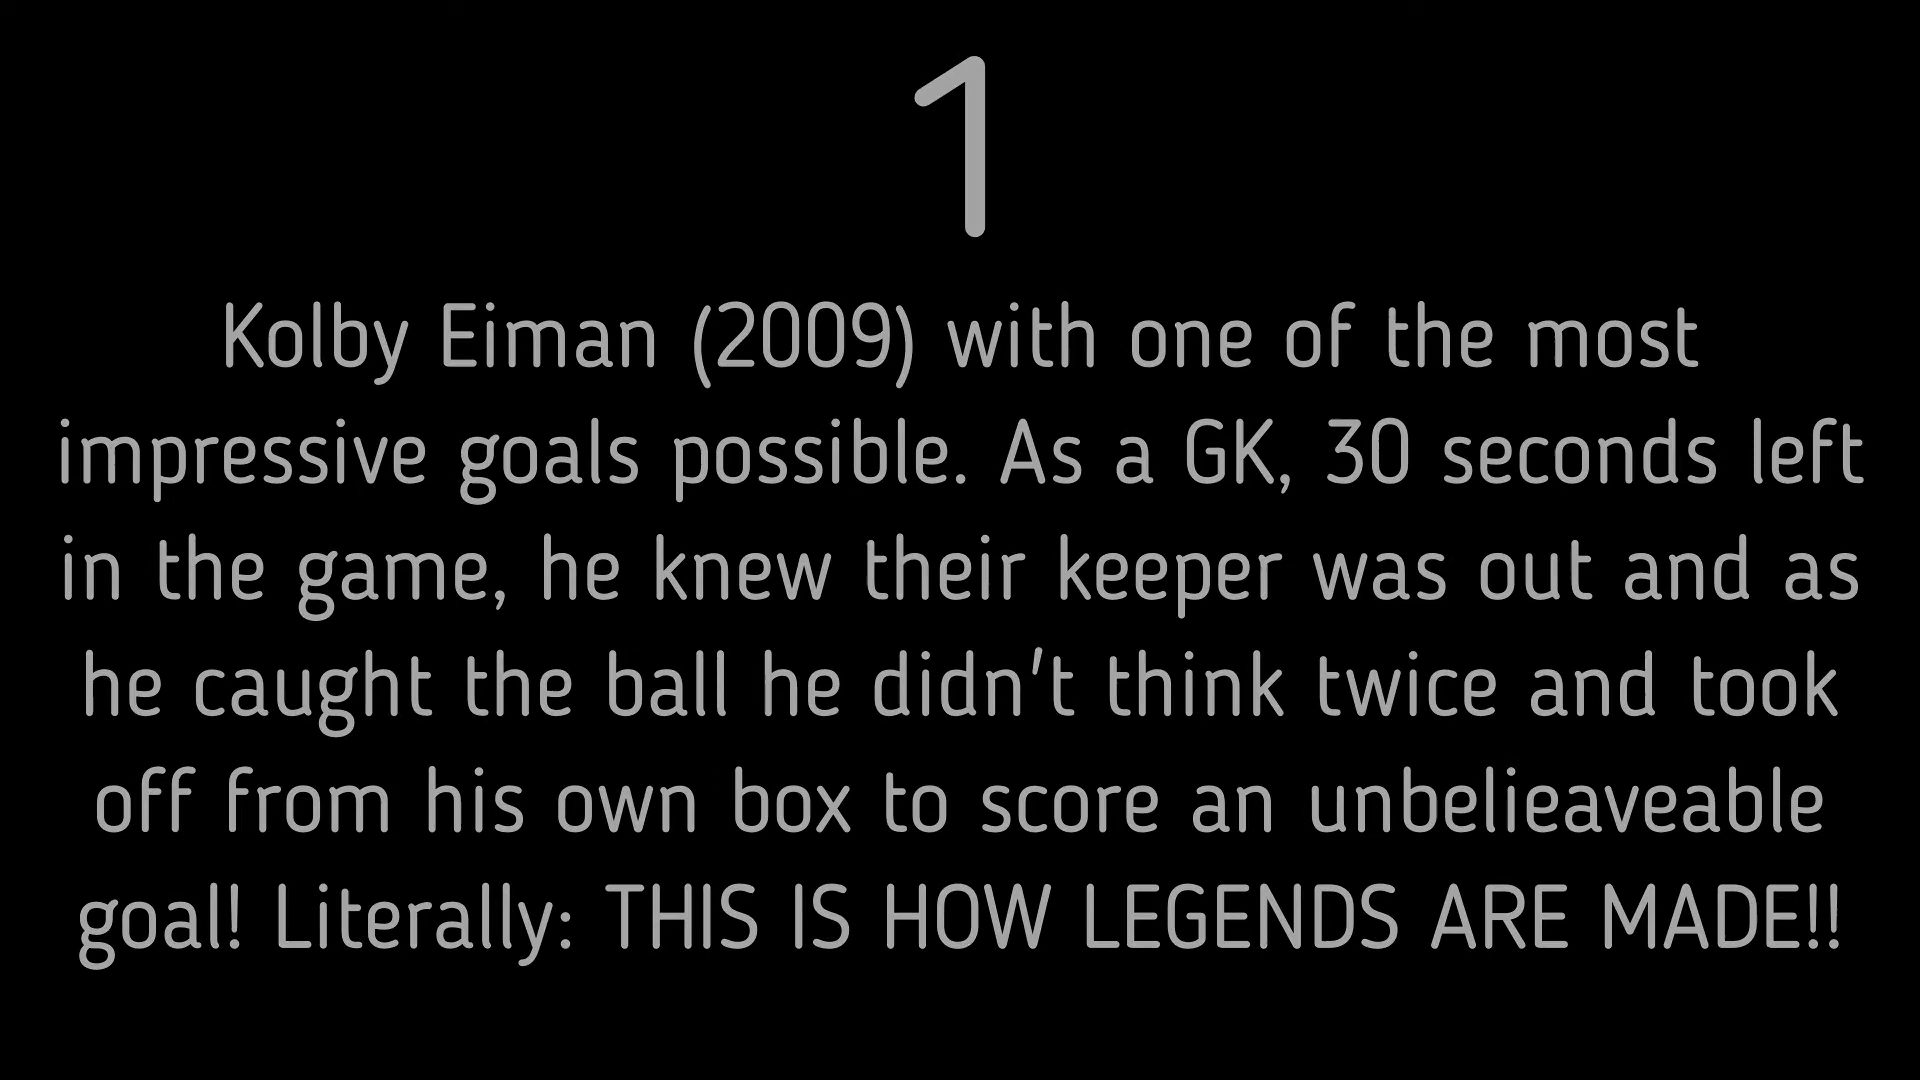 1
Kolby Eiman (2009) with one of the most
impressive goals possible. As a GK, 30 seconds left
in the game, he knew their keeper was out and as
he caught the ball he didn't think twice and took
off from his own box to score an unbelieaveable
goal! Literally: THIS IS HOW LEGENDS ARE MADE!!